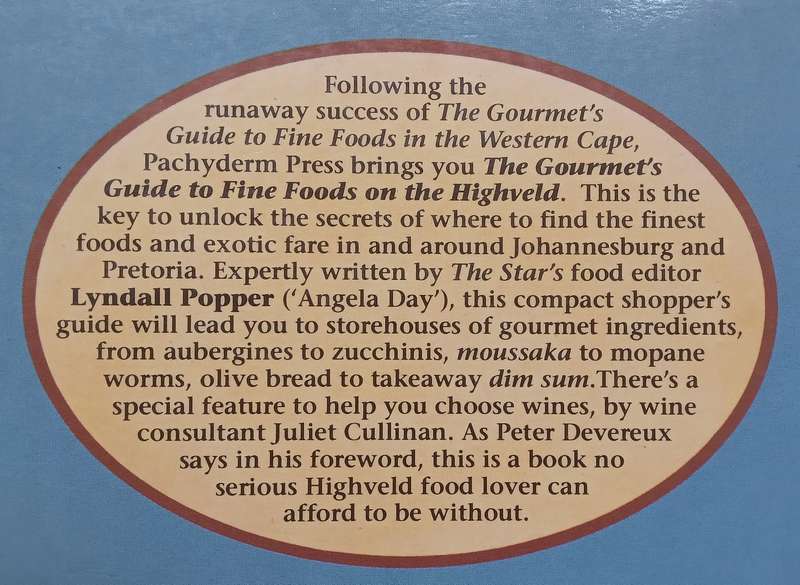 Following the
runaway success of The Gourmet's
Guide to Fine Foods in the Western Cape,
Pachyderm Press brings you The Gourmet's
Guide to Fine Foods on the Highveld. This is the
key to unlock the secrets of where to find the finest
foods and exotic fare in and around Johannesburg and
Pretoria. Expertly written by The Star's food editor
Lyndall Popper ('Angela Day'), this compact shopper's
guide will lead you to storehouses of gourmet ingredients,
from aubergines to zucchinis, moussaka to mopane
worms, olive bread to takeaway dim sum.There's a
special feature to help you choose wines, by wine
consultant Juliet Cullinan. As Peter Devereux
says in his foreword, this is a book no
serious Highveld food lover can
afford to be without.